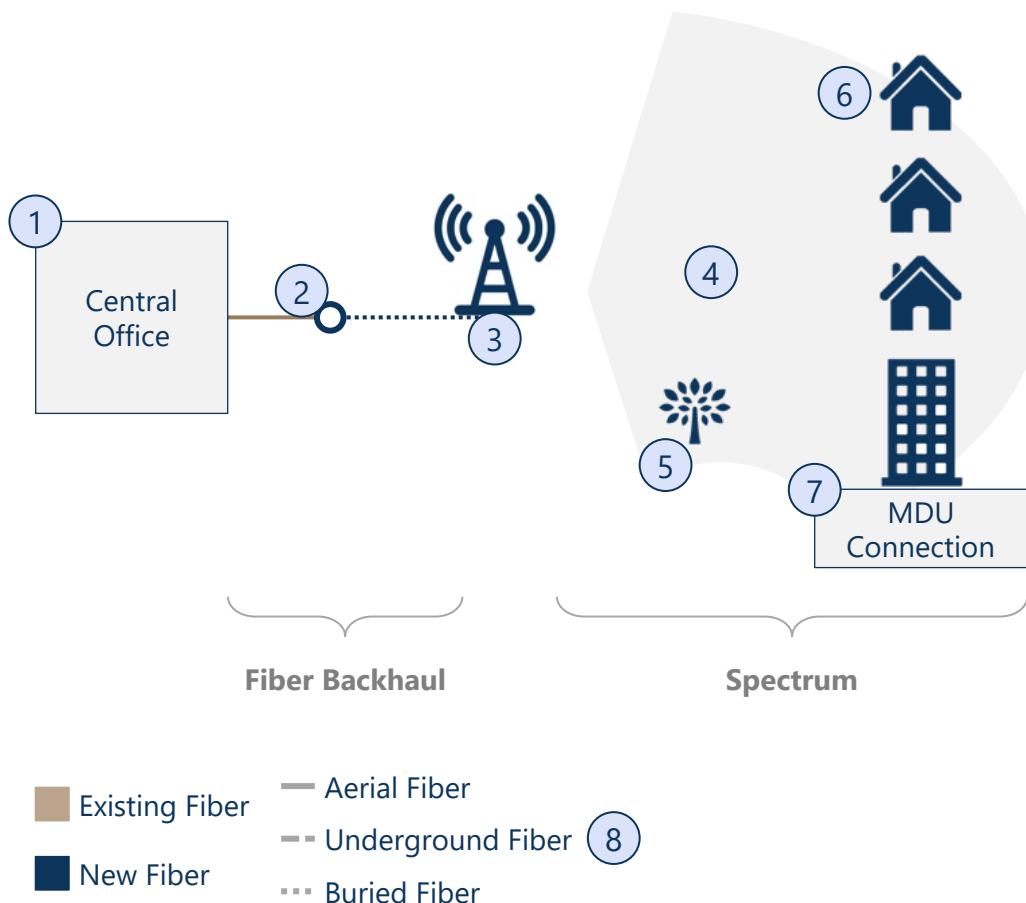 6
1
Central
Office
2
4
3
5
7
MDU
Connection
Fiber Backhaul
Spectrum
Existing Fiber
New Fiber
Aerial Fiber
Underground Fiber
8
Buried Fiber